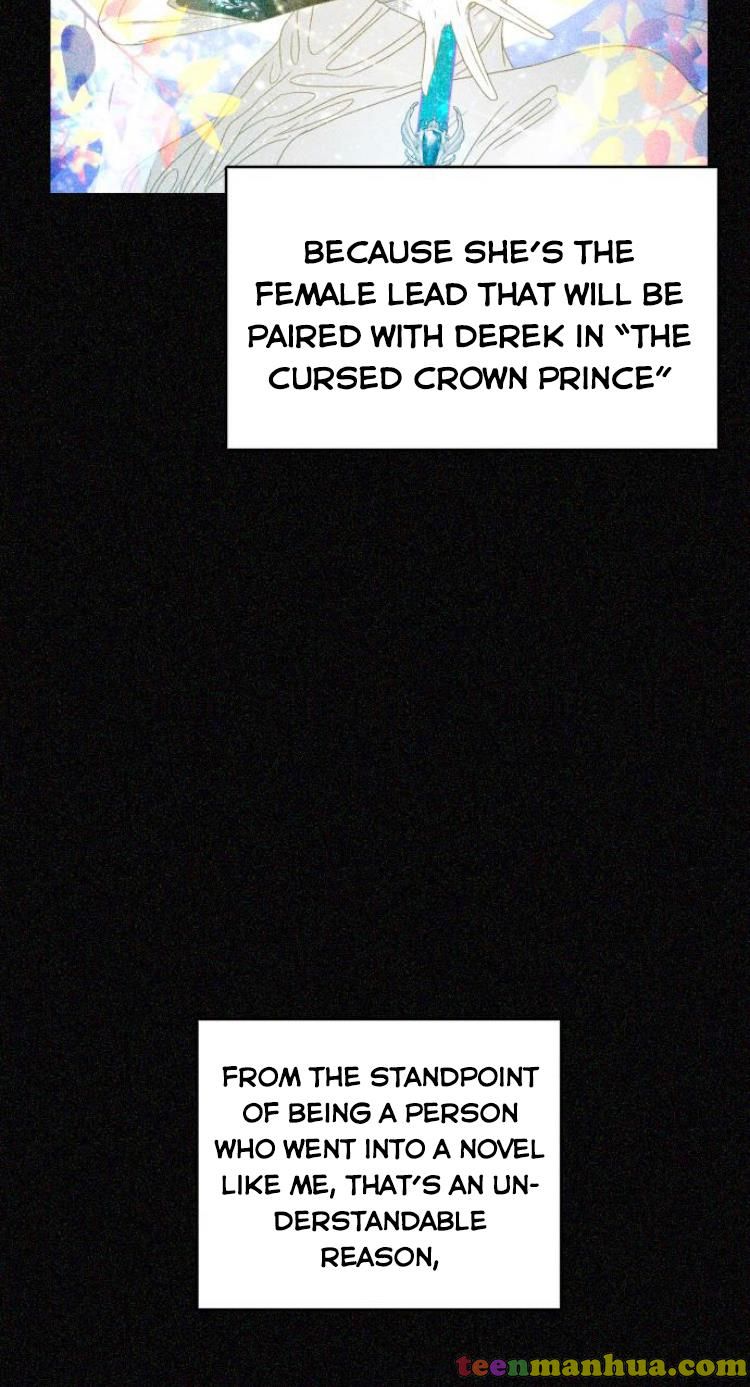 BECAUSE SHE'S THE
FEMALE LEAD THAT WILL BE
PAIRED WITH DEREK IN "THE
CURSED CROWN PRINCE"
FROM THE STANDPOINT
OF BEING A PERSON
WHO WENT INTO A NOVEL
LIKE ME, THAT'S AN UN-
DERSTANDABLE
REASON,
teenmanhua.com